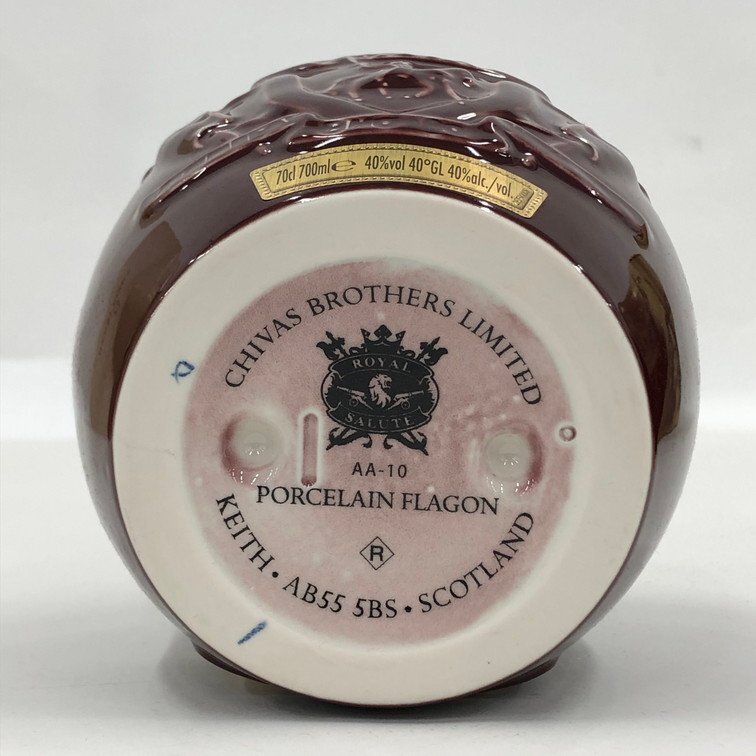 70cl 700ml℮ 40%vol 40°GL 40%alc./vol.
CHIVAS BROTHERS LIMITED
ROYAL
SALUTE
AA-10
PORCELAIN FLAGON
R
KEITH • AB55 5BS • SCOTLAND